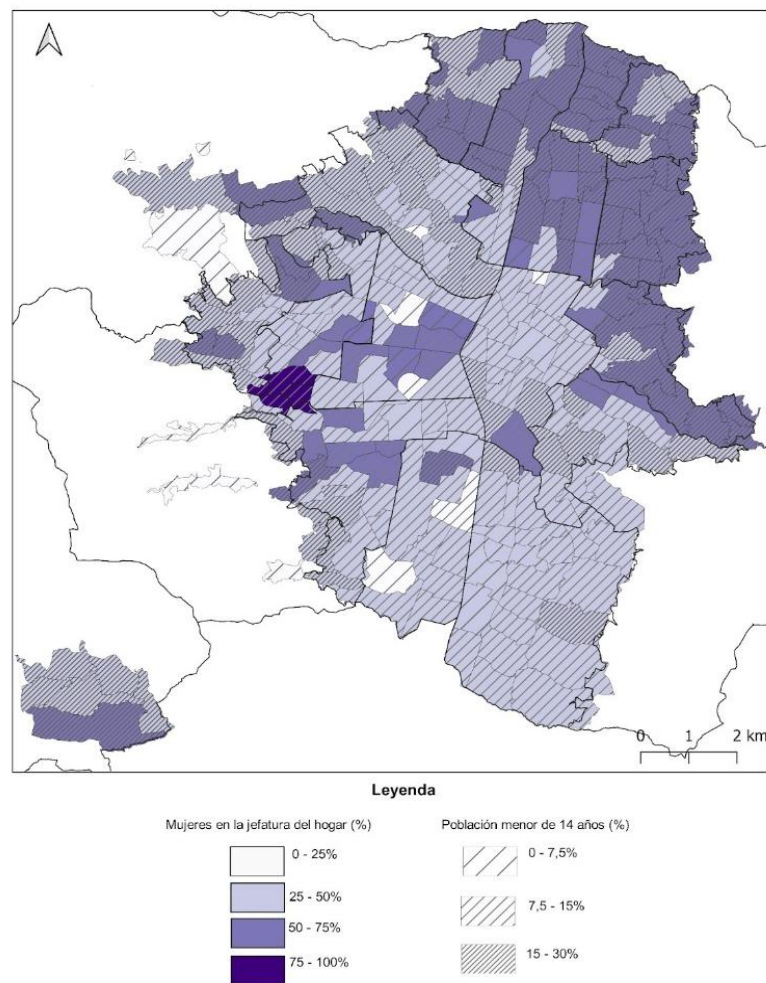 0 1 2 km
Leyenda
Mujeres en la jefatura del hogar (%)
0 - 25%
25 - 50%
50 - 75%
75 - 100%
Población menor de 14 años (%)
0 - 7,5%
7,5 - 15%
15 - 30%